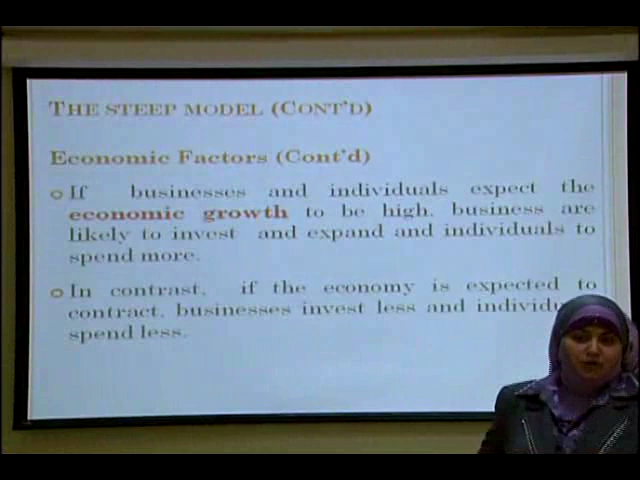 THE STEEP MODEL (CONT'D)
Economic Factors (Cont'd)
If businesses and individuals expect the
economic growth to be high, business are
likely to invest and expand and individuals to
spend more.
In contrast, if the economy is expected to
contract, businesses invest less and
spend less.